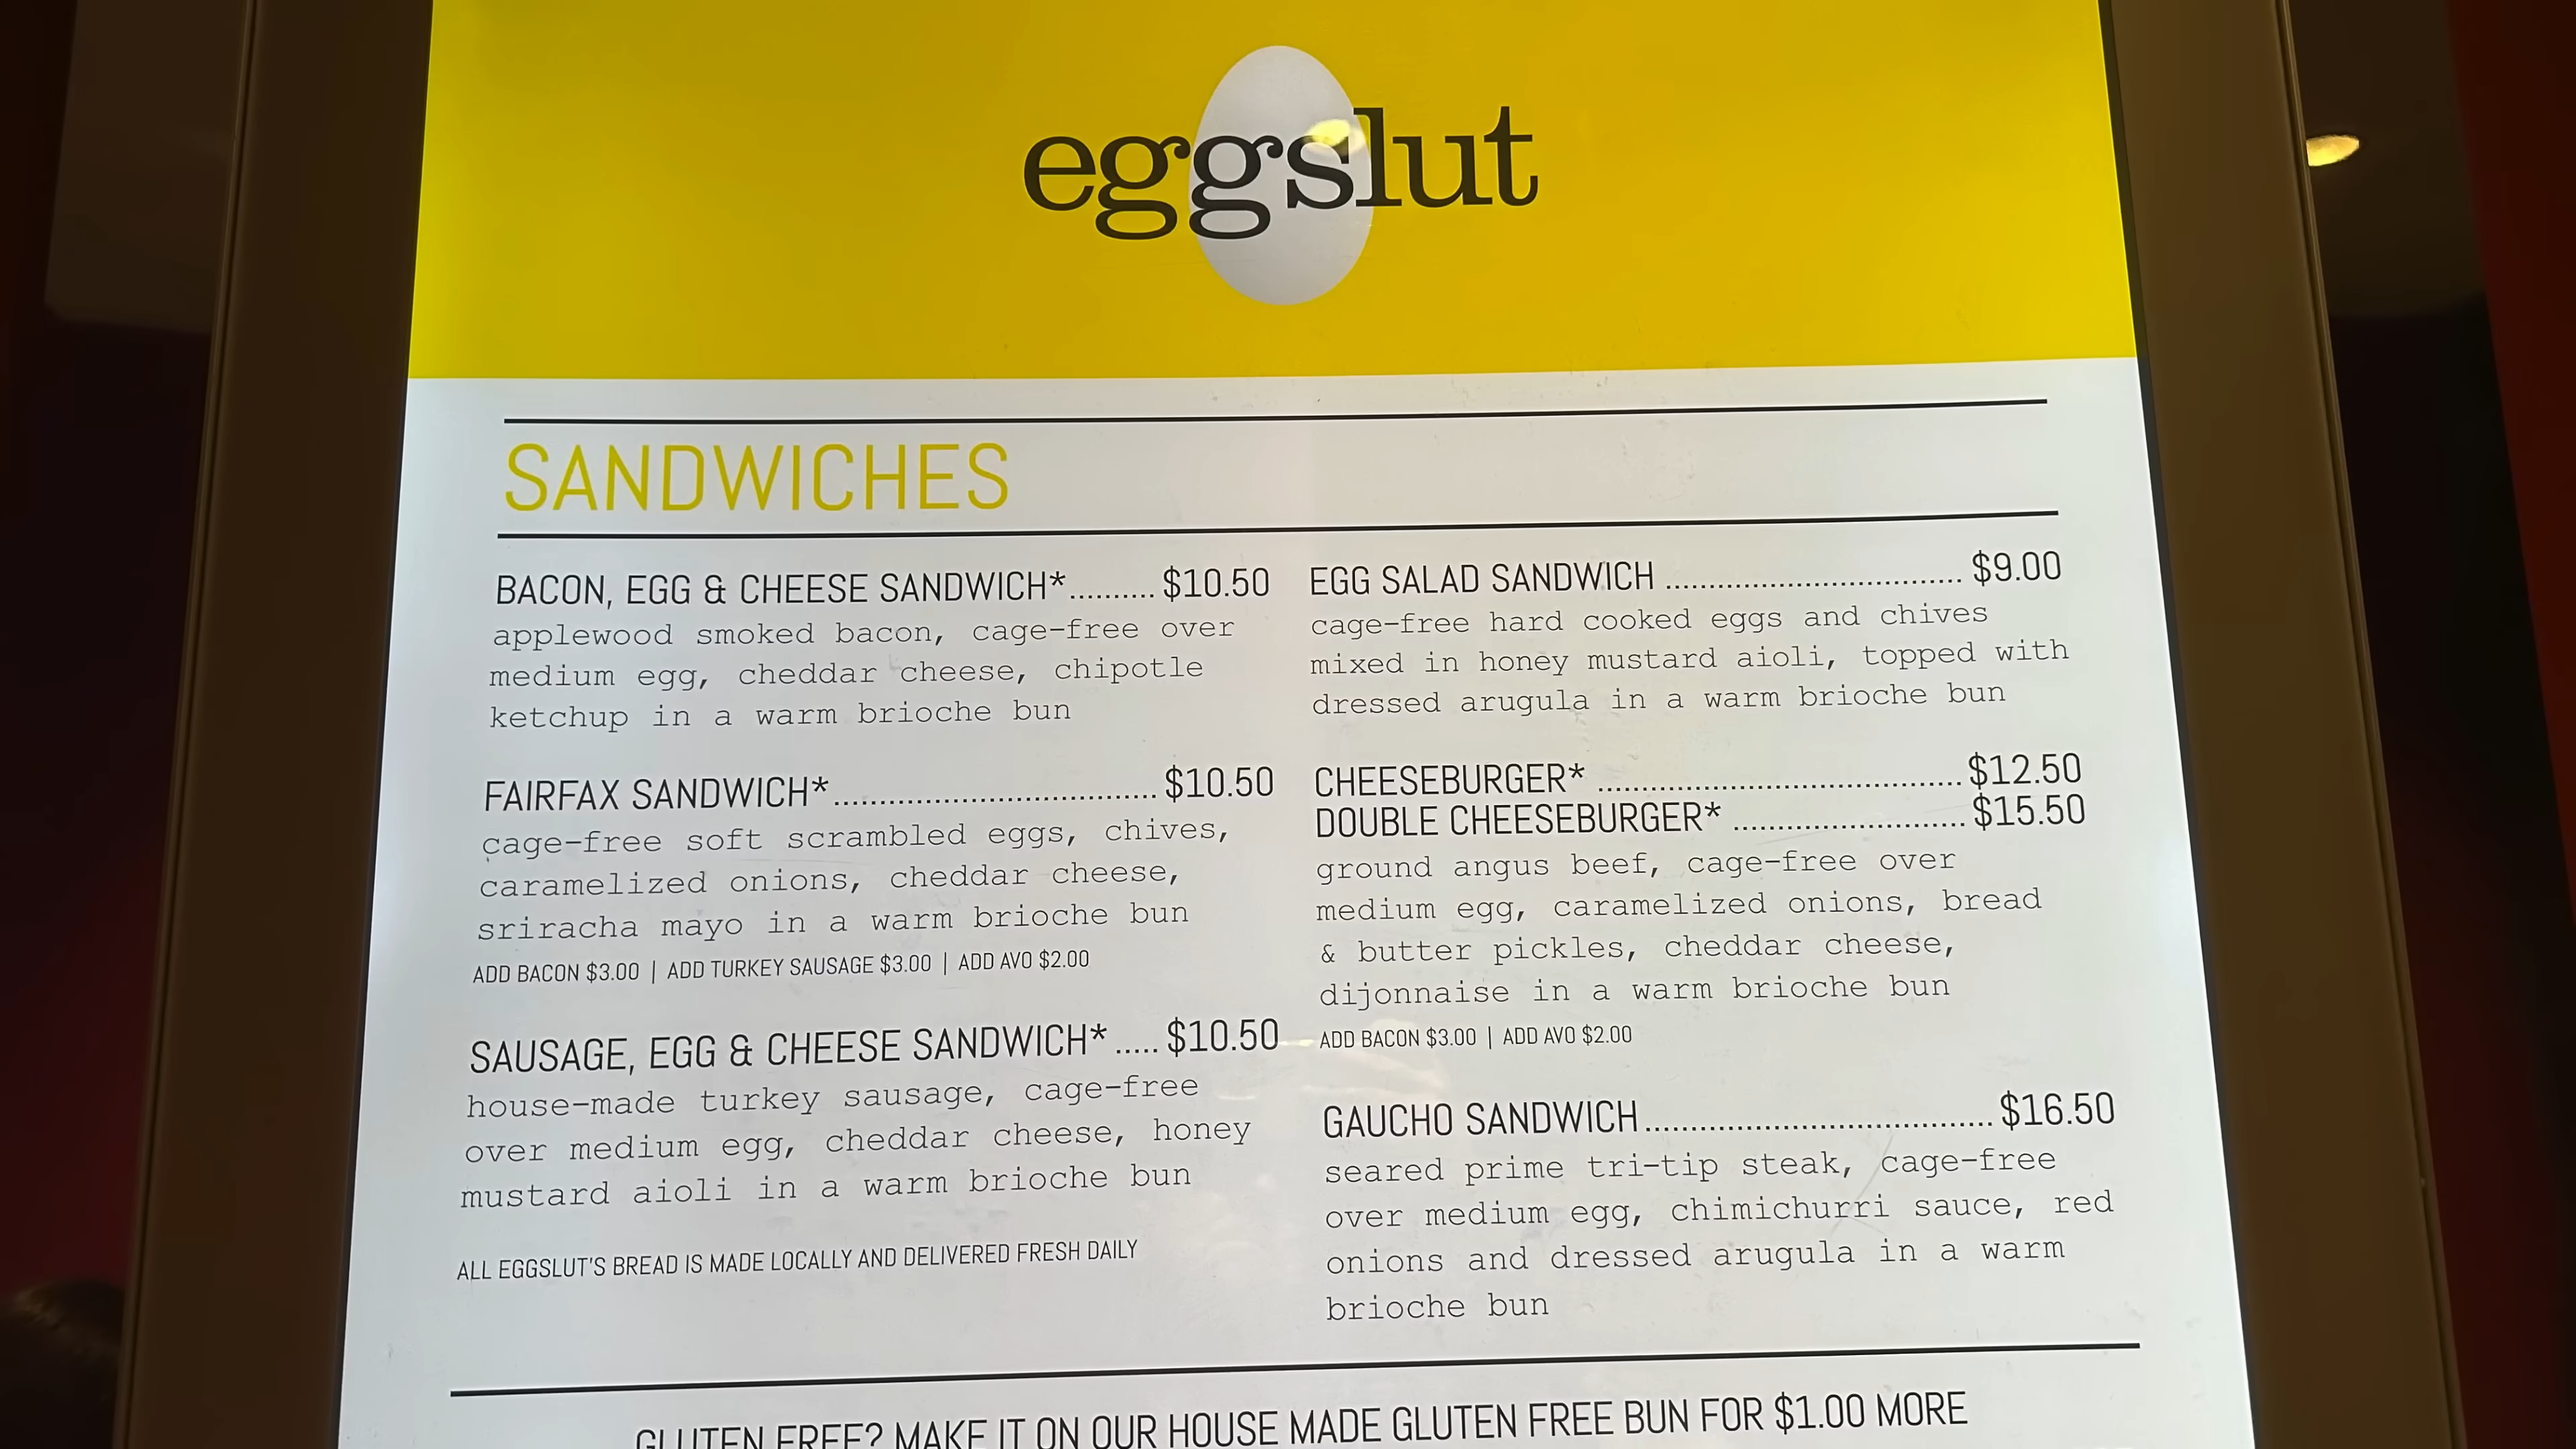 eggslut
SANDWICHES
BACON, EGG & CHEESE SANDWICH*.......... $10.50
applewood smoked bacon, cage-free over
medium egg, cheddar cheese, chipotle
ketchup in a warm brioche bun
FAIRFAX SANDWICH*.................................... $10.50
cage-free soft scrambled eggs, chives,
caramelized onions, cheddar cheese,
sriracha mayo in a warm brioche bun
ADD BACON $3.00 | ADD TURKEY SAUSAGE $3.00 | ADD AVO $2.00
SAUSAGE, EGG & CHEESE SANDWICH* ..... $10.50
house-made turkey sausage, cage-free
over medium egg, cheddar cheese, honey
mustard aioli in a warm brioche bun
ALL EGGSLUT'S BREAD IS MADE LOCALLY AND DELIVERED FRESH DAILY
EGG SALAD SANDWICH .................................. $9.00
cage-free hard cooked eggs and chives
mixed in honey mustard aioli, topped with
dressed arugula in a warm brioche bun
CHEESEBURGER* ......................................... $12.50
DOUBLE CHEESEBURGER* .......................... $15.50
ground angus beef, cage-free over
medium egg, caramelized onions, bread
& butter pickles, cheddar cheese,
dijonnaise in a warm brioche bun
ADD BACON $3.00 | ADD AVO $2.00
GAUCHO SANDWICH....................................... $16.50
seared prime tri-tip steak, cage-free
over medium egg, chimichurri sauce, red
onions and dressed arugula in a warm
brioche bun
GLUTEN FREE? MAKE IT ON OUR HOUSE MADE GLUTEN FREE BUN FOR $1.00 MORE